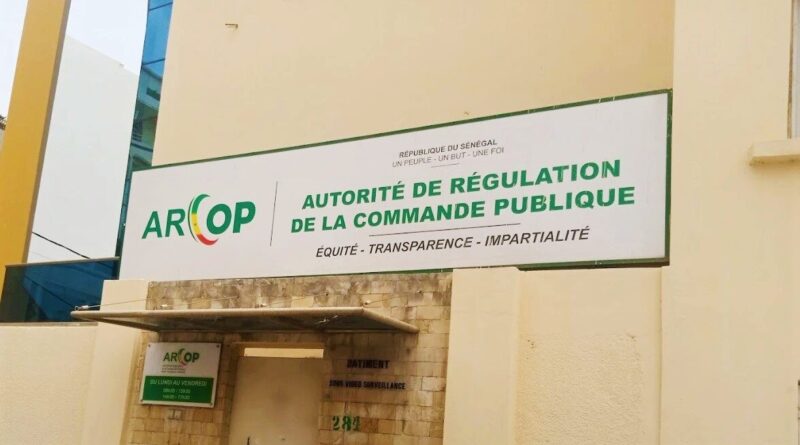 RÉPUBLIQUE DU SÉNÉGAL
UN PEUPLE - UN BUT - UNE FOI
ARCOP
AUTORITÉ DE RÉGULATION
DE LA COMMANDE PUBLIQUE
ÉQUITÉ - TRANSPARENCE - IMPARTIALITÉ
ARCOP
DU LUNDI AU VENDREDI
BATIMENT
SOUS VIDEO SURVEILLANCE